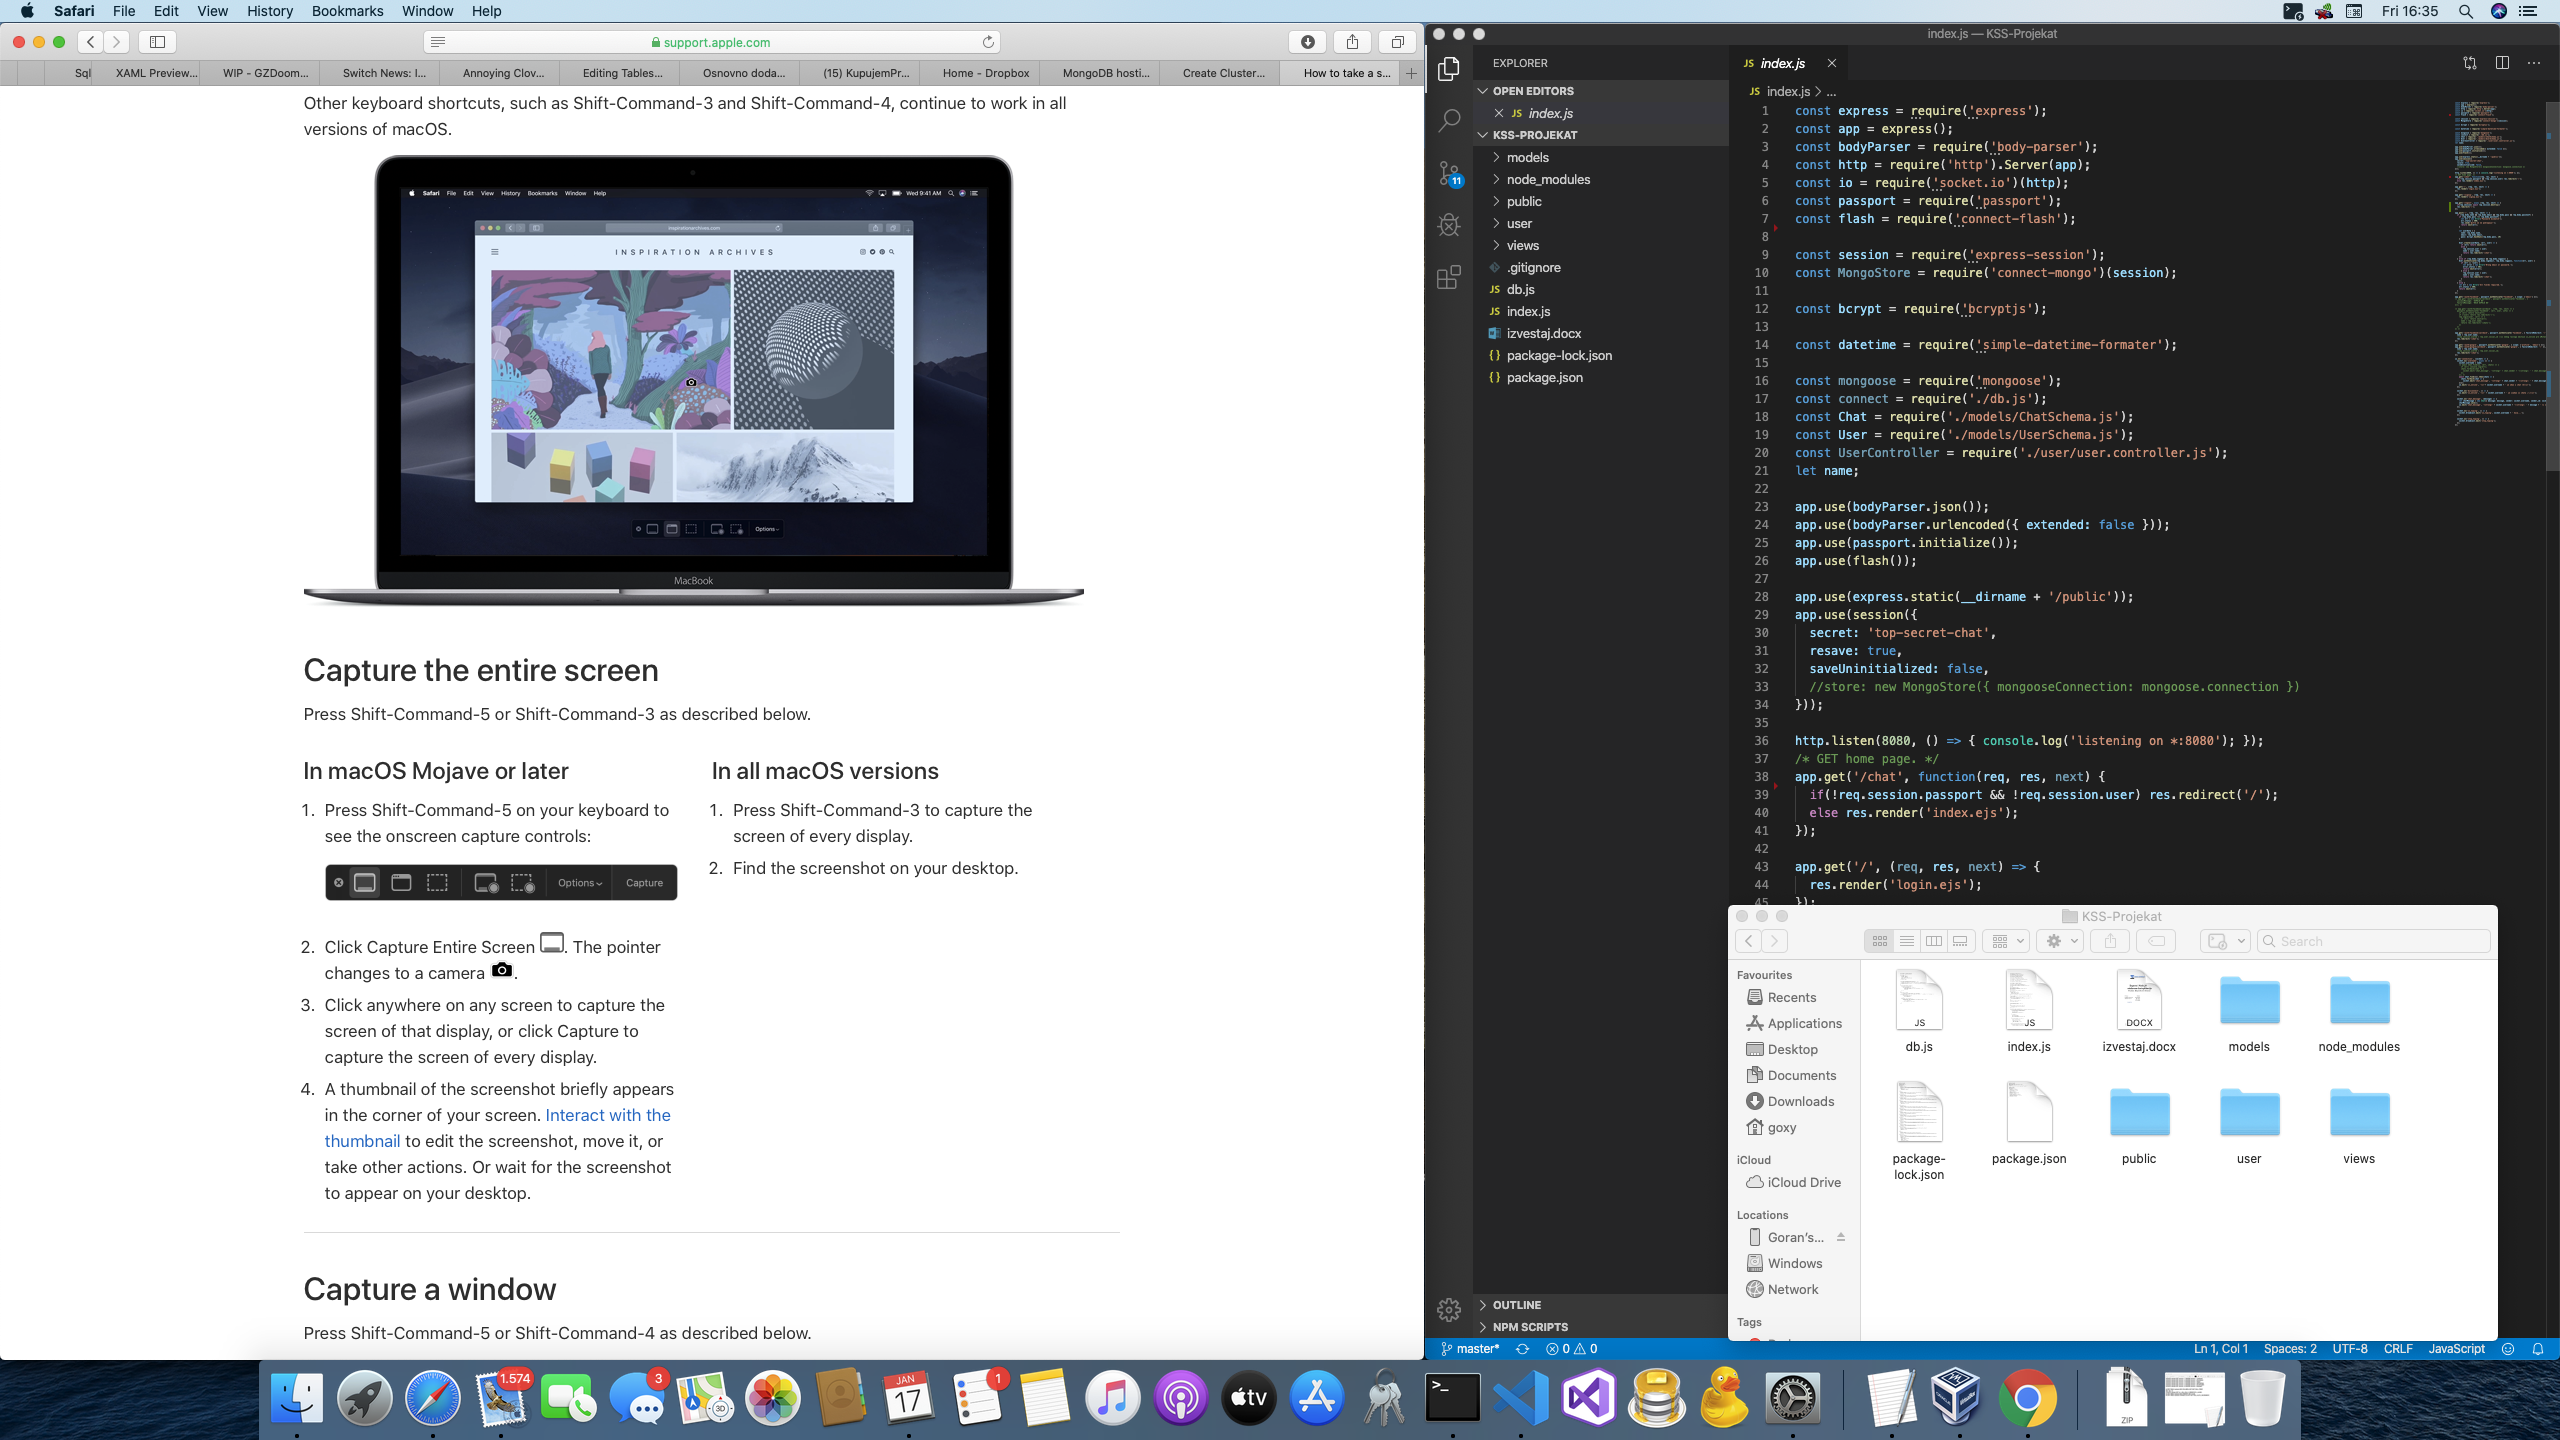 Safari File Edit View History Bookmarks Window Help
Fri 16:35
support.apple.com
Sql
XAML Preview...
WIP - GZDoom...
Switch News: I...
Annoying Clov...
Editing Tables...
Osnovno doda...
(15) KupujemPr...
Home - Dropbox
MongoDB hosti...
Create Cluster...
How to take a s...
Other keyboard shortcuts, such as Shift-Command-3 and Shift-Command-4, continue to work in all
versions of macOS.
Safari File Edit View History Bookmarks Window Help
Wed 9:41 AM
inspirationarchives.com
INSPIRATION ARCHIVES
Options
MacBook
Capture the entire screen
Press Shift-Command-5 or Shift-Command-3 as described below.
In macOS Mojave or later
1. Press Shift-Command-5 on your keyboard to
see the onscreen capture controls:
Options Capture
2. Click Capture Entire Screen . The pointer
changes to a camera .
3. Click anywhere on any screen to capture the
screen of that display, or click Capture to
capture the screen of every display.
4. A thumbnail of the screenshot briefly appears
in the corner of your screen. Interact with the
thumbnail to edit the screenshot, move it, or
take other actions. Or wait for the screenshot
to appear on your desktop.
In all macOS versions
1. Press Shift-Command-3 to capture the
screen of every display.
2. Find the screenshot on your desktop.
Capture a window
Press Shift-Command-5 or Shift-Command-4 as described below.
index.js — KSS-Projekat
EXPLORER
OPEN EDITORS
JS index.js
KSS-PROJEKAT
models
node_modules
public
user
views
.gitignore
JS db.js
JS index.js
izvestaj.docx
{} package-lock.json
{} package.json
OUTLINE
NPM SCRIPTS
11
JS index.js
JS index.js > ...
1 const express = require('express');
2 const app = express();
3 const bodyParser = require('body-parser');
4 const http = require('http').Server(app);
5 const io = require('socket.io')(http);
6 const passport = require('passport');
7 const flash = require('connect-flash');
8
9 const session = require('express-session');
10 const MongoStore = require('connect-mongo')(session);
11
12 const bcrypt = require('bcryptjs');
13
14 const datetime = require('simple-datetime-formater');
15
16 const mongoose = require('mongoose');
17 const connect = require('./db.js');
18 const Chat = require('./models/ChatSchema.js');
19 const User = require('./models/UserSchema.js');
20 const UserController = require('./user/user.controller.js');
21 let name;
22
23 app.use(bodyParser.json());
24 app.use(bodyParser.urlencoded({ extended: false }));
25 app.use(passport.initialize());
26 app.use(flash());
27
28 app.use(express.static(__dirname + '/public'));
29 app.use(session({
30 secret: 'top-secret-chat',
31 resave: true,
32 saveUninitialized: false,
33 //store: new MongoStore({ mongooseConnection: mongoose.connection })
34 }));
35
36 http.listen(8080, () => { console.log('listening on *:8080'); });
37 /* GET home page. */
38 app.get('/chat', function(req, res, next) {
39 if(!req.session.passport && !req.session.user) res.redirect('/');
40 else res.render('index.ejs');
41 });
42
43 app.get('/', (req, res, next) => {
44 res.render('login.ejs');
45 });
KSS-Projekat
Search
Favourites
Recents
Applications
Desktop
Documents
Downloads
goxy
iCloud
iCloud Drive
Locations
Goran's...
Windows
Network
Tags
JS JS DOCX
db.js index.js izvestaj.docx models node_modules
package-lock.json package.json public user views
master* 0 0
Ln 1, Col 1 Spaces: 2 UTF-8 CRLF JavaScript
1.574
3
3D
JAN
17
1
tv
>_
ZIP